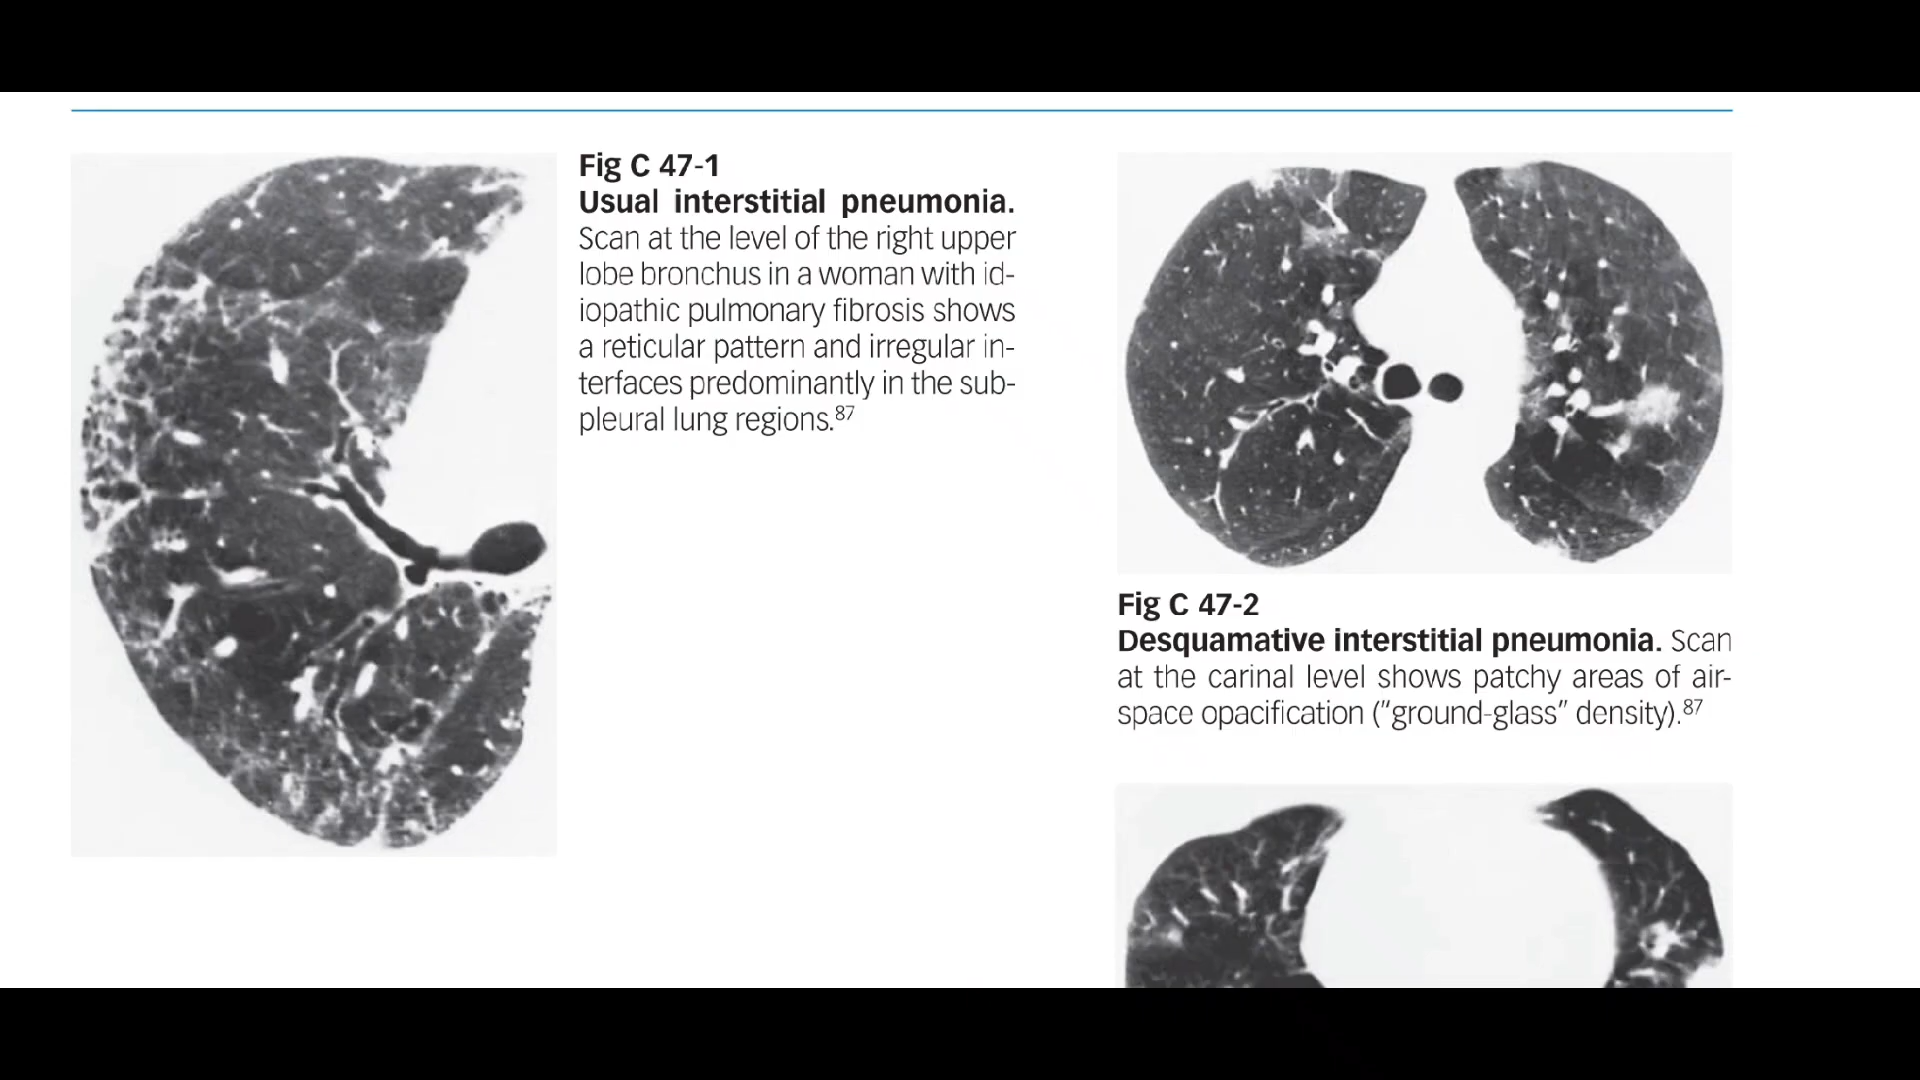 Fig C 47-1
Usual interstitial pneumonia.
Scan at the level of the right upper
lobe bronchus in a woman with id-
iopathic pulmonary fibrosis shows
a reticular pattern and irregular in-
terfaces predominantly in the sub-
pleural lung regions.87
Fig C 47-2
Desquamative interstitial pneumonia. Scan
at the carinal level shows patchy areas of air-
space opacification ("ground-glass" density).87